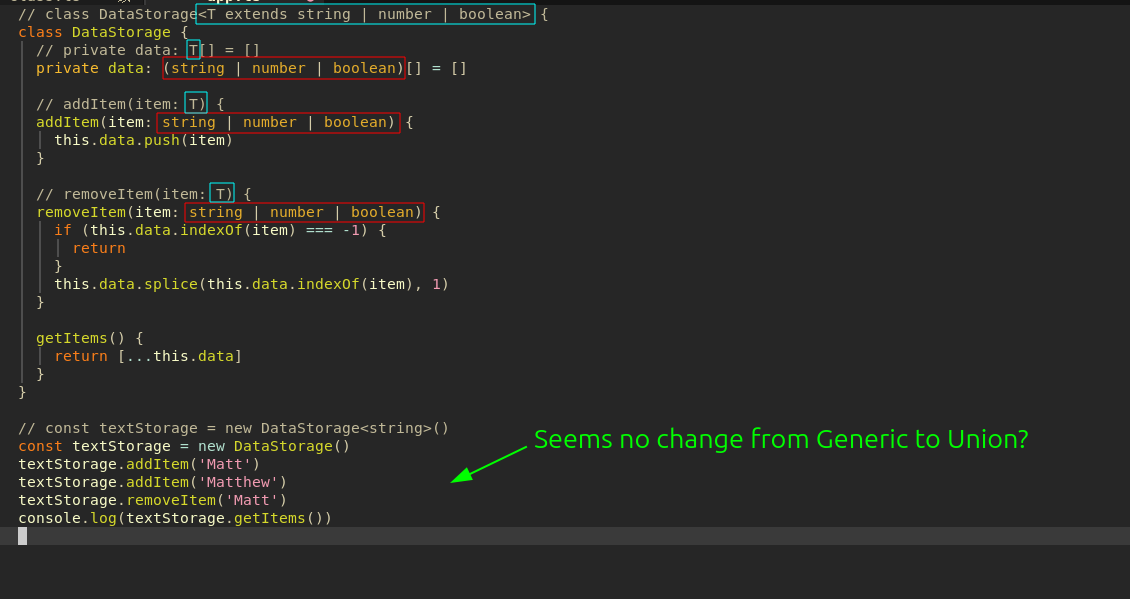 // class DataStorage<T extends string | number | boolean> {
class DataStorage {
// private data: T[] = []
private data: (string | number | boolean)[] = []
// addItem(item: T) {
addItem(item: string | number | boolean) {
this.data.push(item)
}
// removeItem(item: T) {
removeItem(item: string | number | boolean) {
if (this.data.indexOf(item) === -1) {
return
}
this.data.splice(this.data.indexOf(item), 1)
}
getItems() {
return [...this.data]
}
}
// const textStorage = new DataStorage<string>()
const textStorage = new DataStorage()
Seems no change from Generic to Union?
textStorage.addItem('Matt')
textStorage.addItem('Matthew')
textStorage.removeItem('Matt')
console.log(textStorage.getItems())